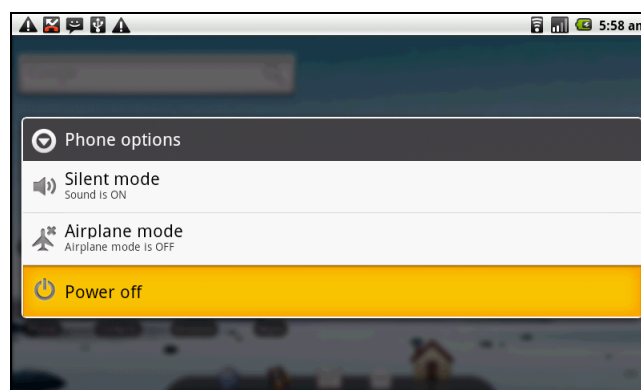 5:58 am
Phone options
Silent mode
Sound is ON
Airplane mode
Airplane mode is OFF
Power off